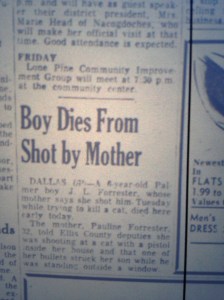 p.m. and will have as guest speak-
er their district president, Mrs.
Marie Head of Nacogdoches, who
will make her official visit at that
time. Good attendance is expected.
FRIDAY
Lone Pine Community Improve-
ment Group will meet at 7:30 p.m.
at the community center.
Boy Dies From
Shot by Mother
DALLAS (AP)—A 6-year-old Pal-
mer boy J. L. Forrester, whose
mother says she shot him Tuesday
while trying to kill a cat, died here
early today.
The mother, Pauline Forrester,
32, told Ellis County deputies she
was shooting at a cat with a pistol
inside her house and that one of
her bullets struck her son while he
was standing outside a window.
Newest
in
FLATS
1.99 to
Values
Men's
DRESS